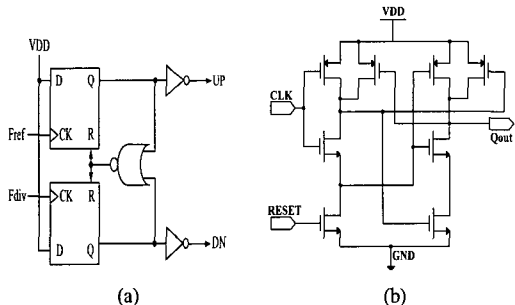 VDD
D Q
Fref
CK
R
UP
Fdiv
CK R
D Q
DN
(a)
VDD
CLK
Qout
RESET
GND
(b)